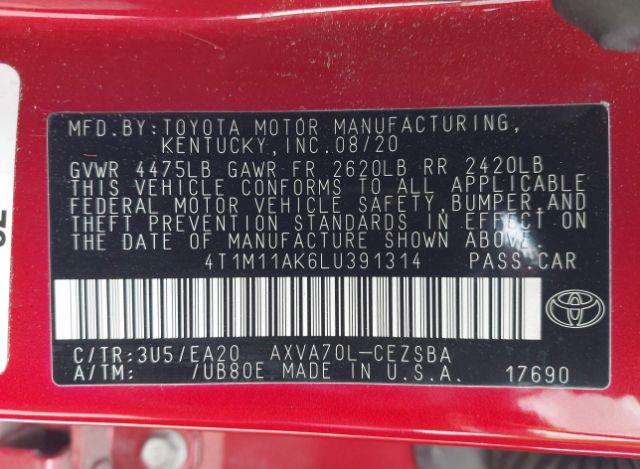 MFD.BY: TOYOTA MOTOR MANUFACTURING,
KENTUCKY, INC. 08/20
GVWR 4475LB GAWR FR 2620LB RR 2420LB
THIS VEHICLE CONFORMS TO ALL APPLICABLE
FEDERAL MOTOR VEHICLE SAFETY, BUMPER, AND
THEFT PREVENTION STANDARDS IN EFFECT ON
THE DATE OF MANUFACTURE SHOWN ABOVE.
4T1M11AK6LU391314 PASS.CAR
C/TR:3U5/EA20 AXVA70L-CEZSBA
A/TM: /UB80E MADE IN U.S.A. 17690